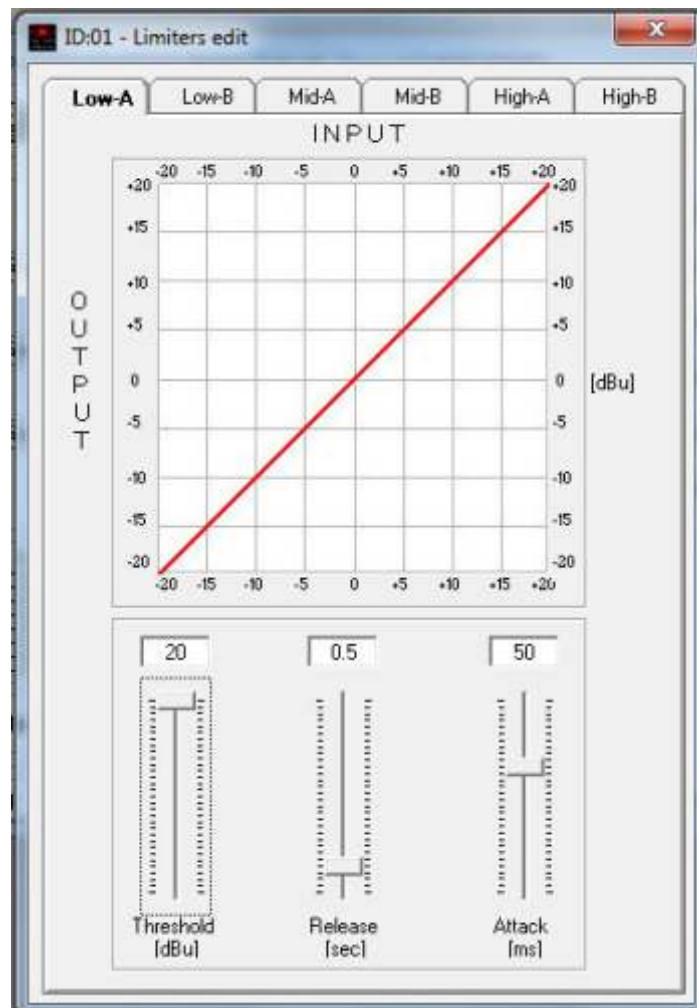 ID:01 - Limiters edit
Low-A Low-B Mid-A Mid-B High-A High-B
INPUT
-20 -15 -10 -5 0 +5 +10 +15 +20
+20 +20
+15 +15
+10 +10
+5 +5
OUTPUT
0 0 [dBu]
-5 -5
-10 -10
-15 -15
-20 -20
-20 -15 -10 -5 0 +5 +10 +15 +20
20 0.5 50
Threshold Release Attack
[dBu] [sec] [ms]